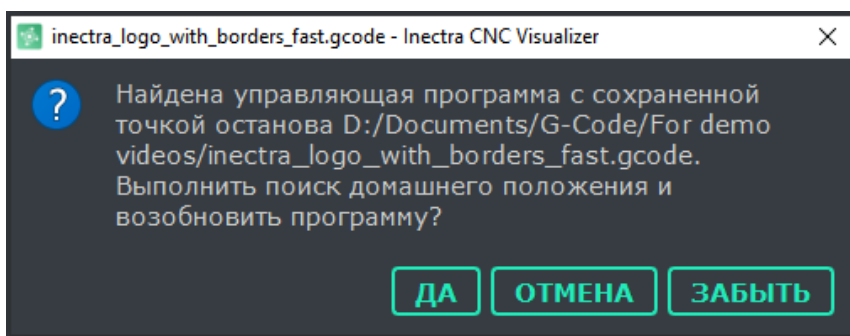 inectra_logo_with_borders_fast.gcode - Inectra CNC Visualizer
Найдена управляющая программа с сохраненной
точкой останова D:/Documents/G-Code/For demo
videos/inectra_logo_with_borders_fast.gcode.
Выполнить поиск домашнего положения и
возобновить программу?
ДА ОТМЕНА ЗАБЫТЬ